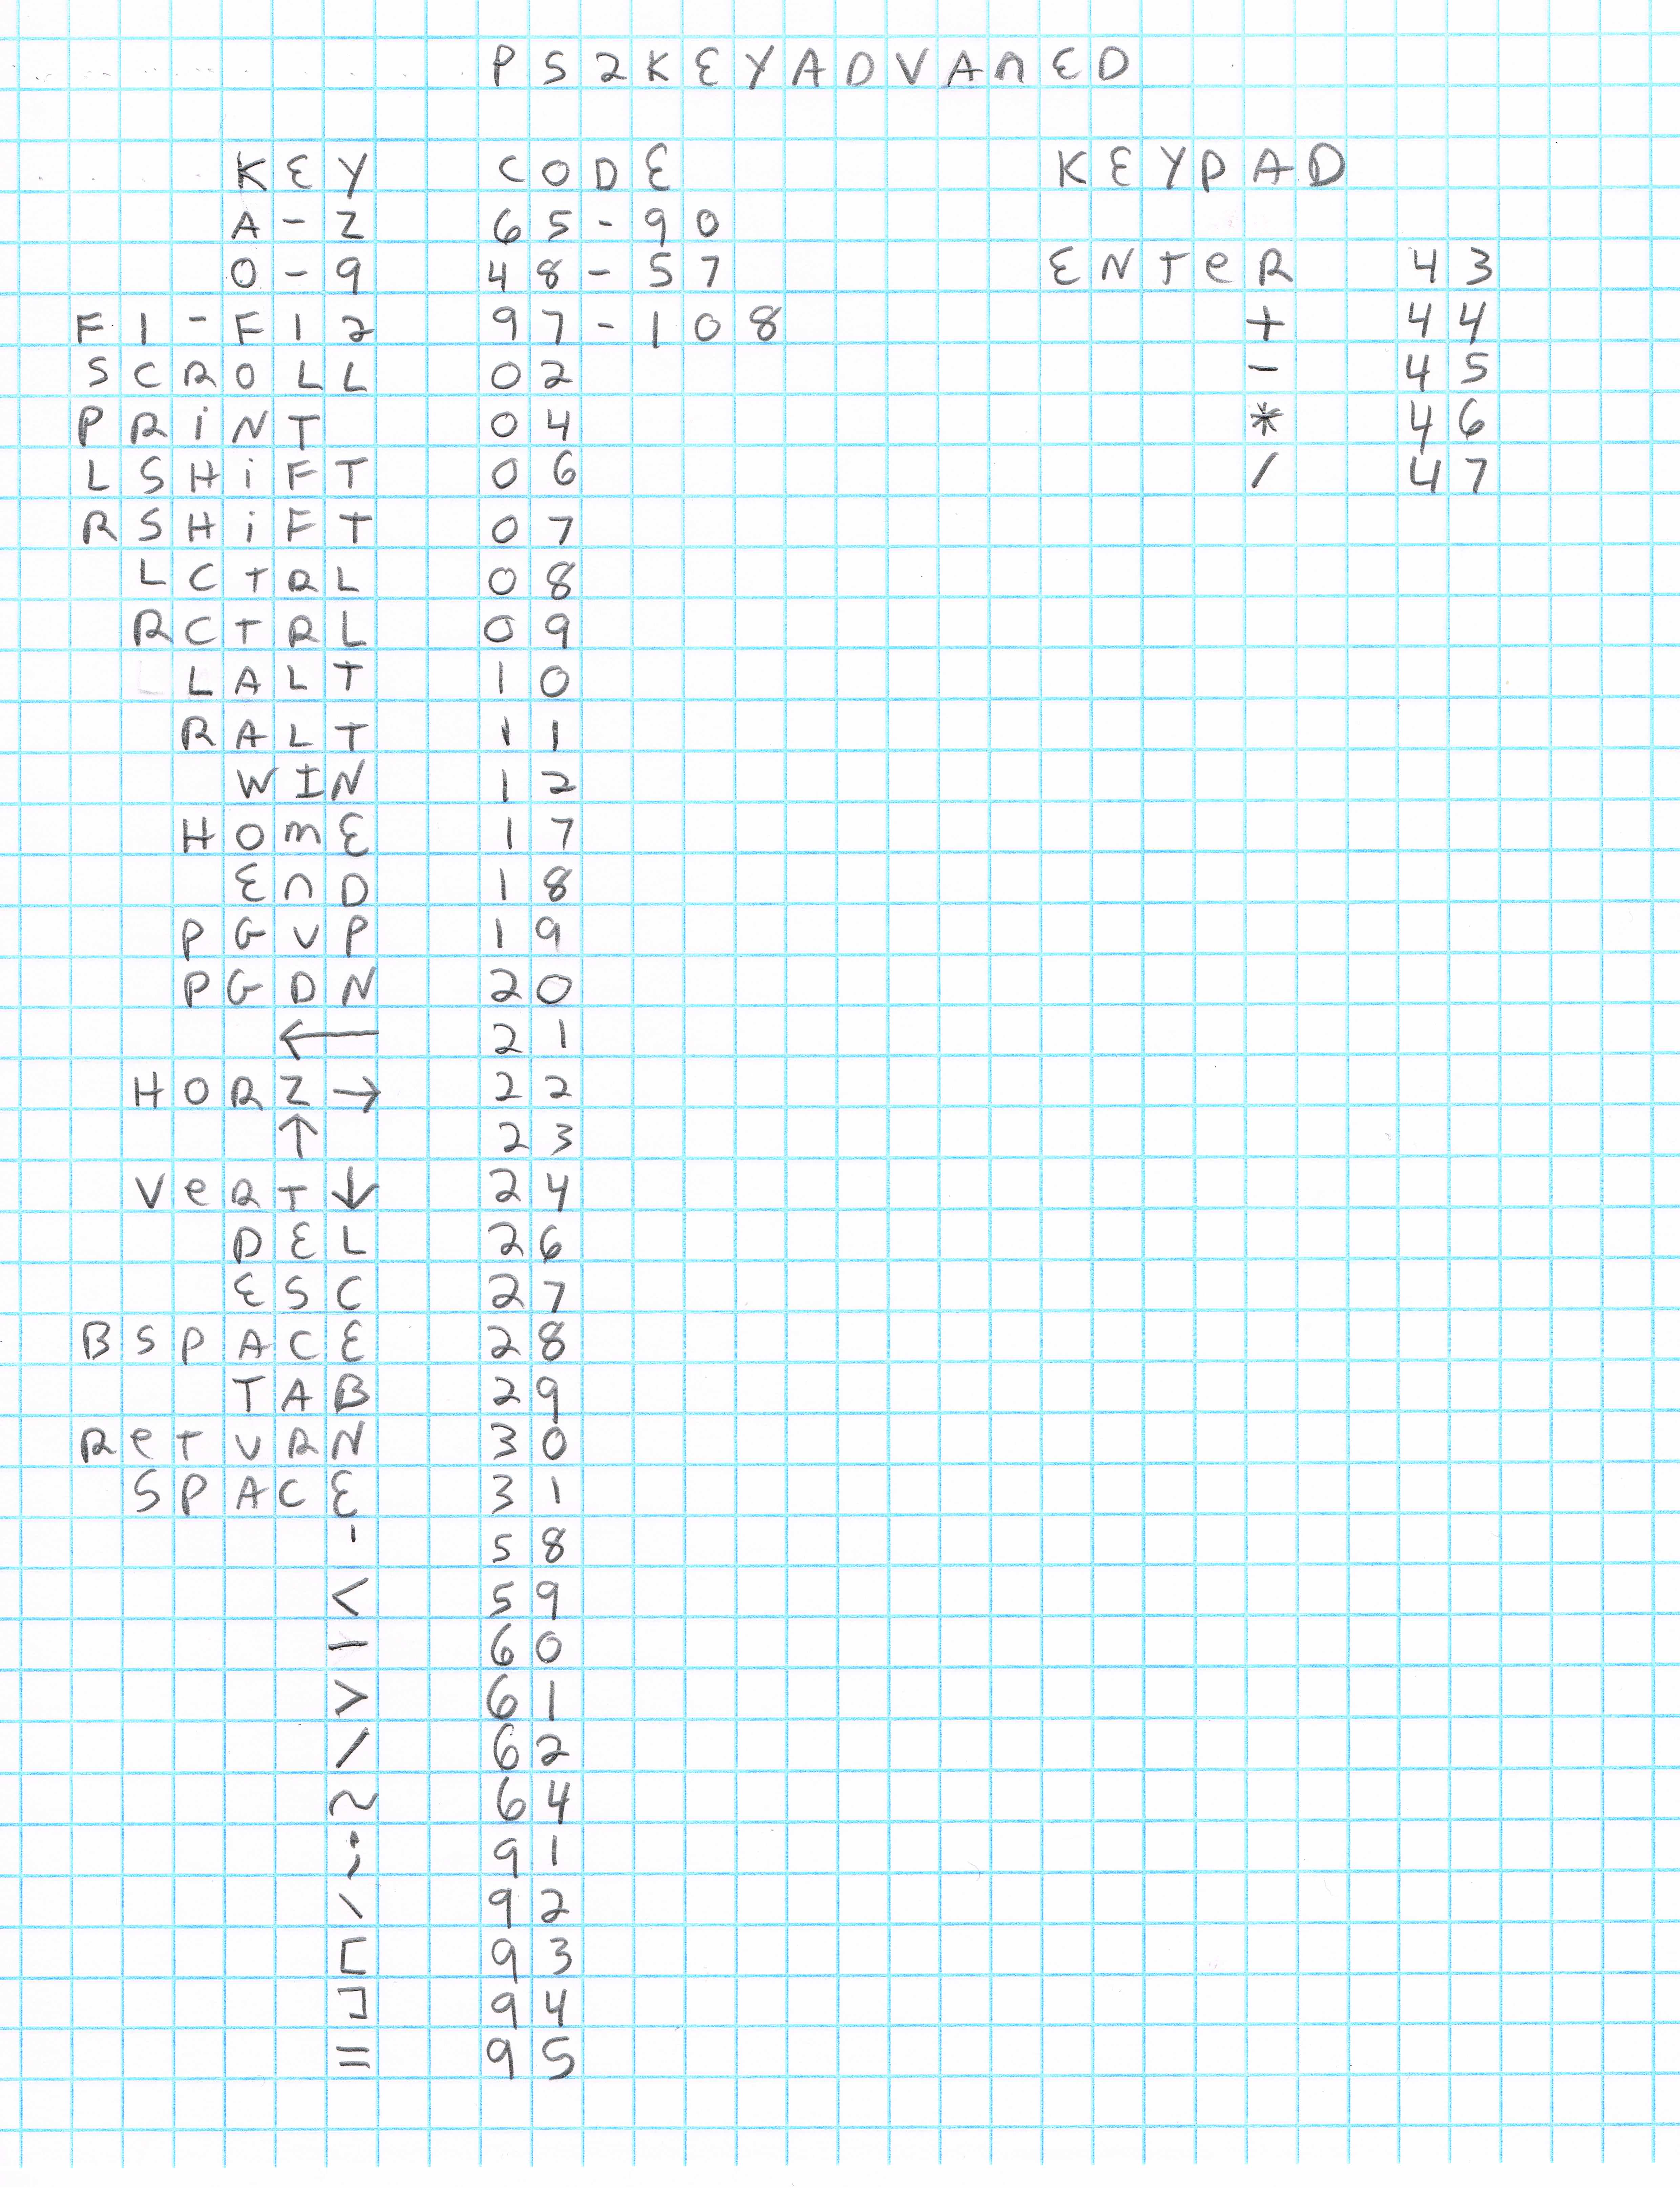 PS2KEYADVANED
KEY CODE KEYPAD
A-Z 65-90
0-9 48-57 ENTeR 43
F1-F12 97-108 + 44
SCROLL 02 - 45
PRiNT 04 * 46
LSHiFT 06 / 47
RSHiFT 07
LCTRL 08
RCTRL 09
LALT 10
RALT 11
WIN 12
HOmE 17
EnD 18
PGUP 19
PGDN 20
← 21
HORZ → 22
↑ 23
VeRT ↓ 24
DEL 26
ESC 27
BSPACE 28
TAB 29
ReTURN 30
SPACE 31
' 58
< 59
- 60
> 61
/ 62
~ 64
; 91
\ 92
[ 93
] 94
= 95